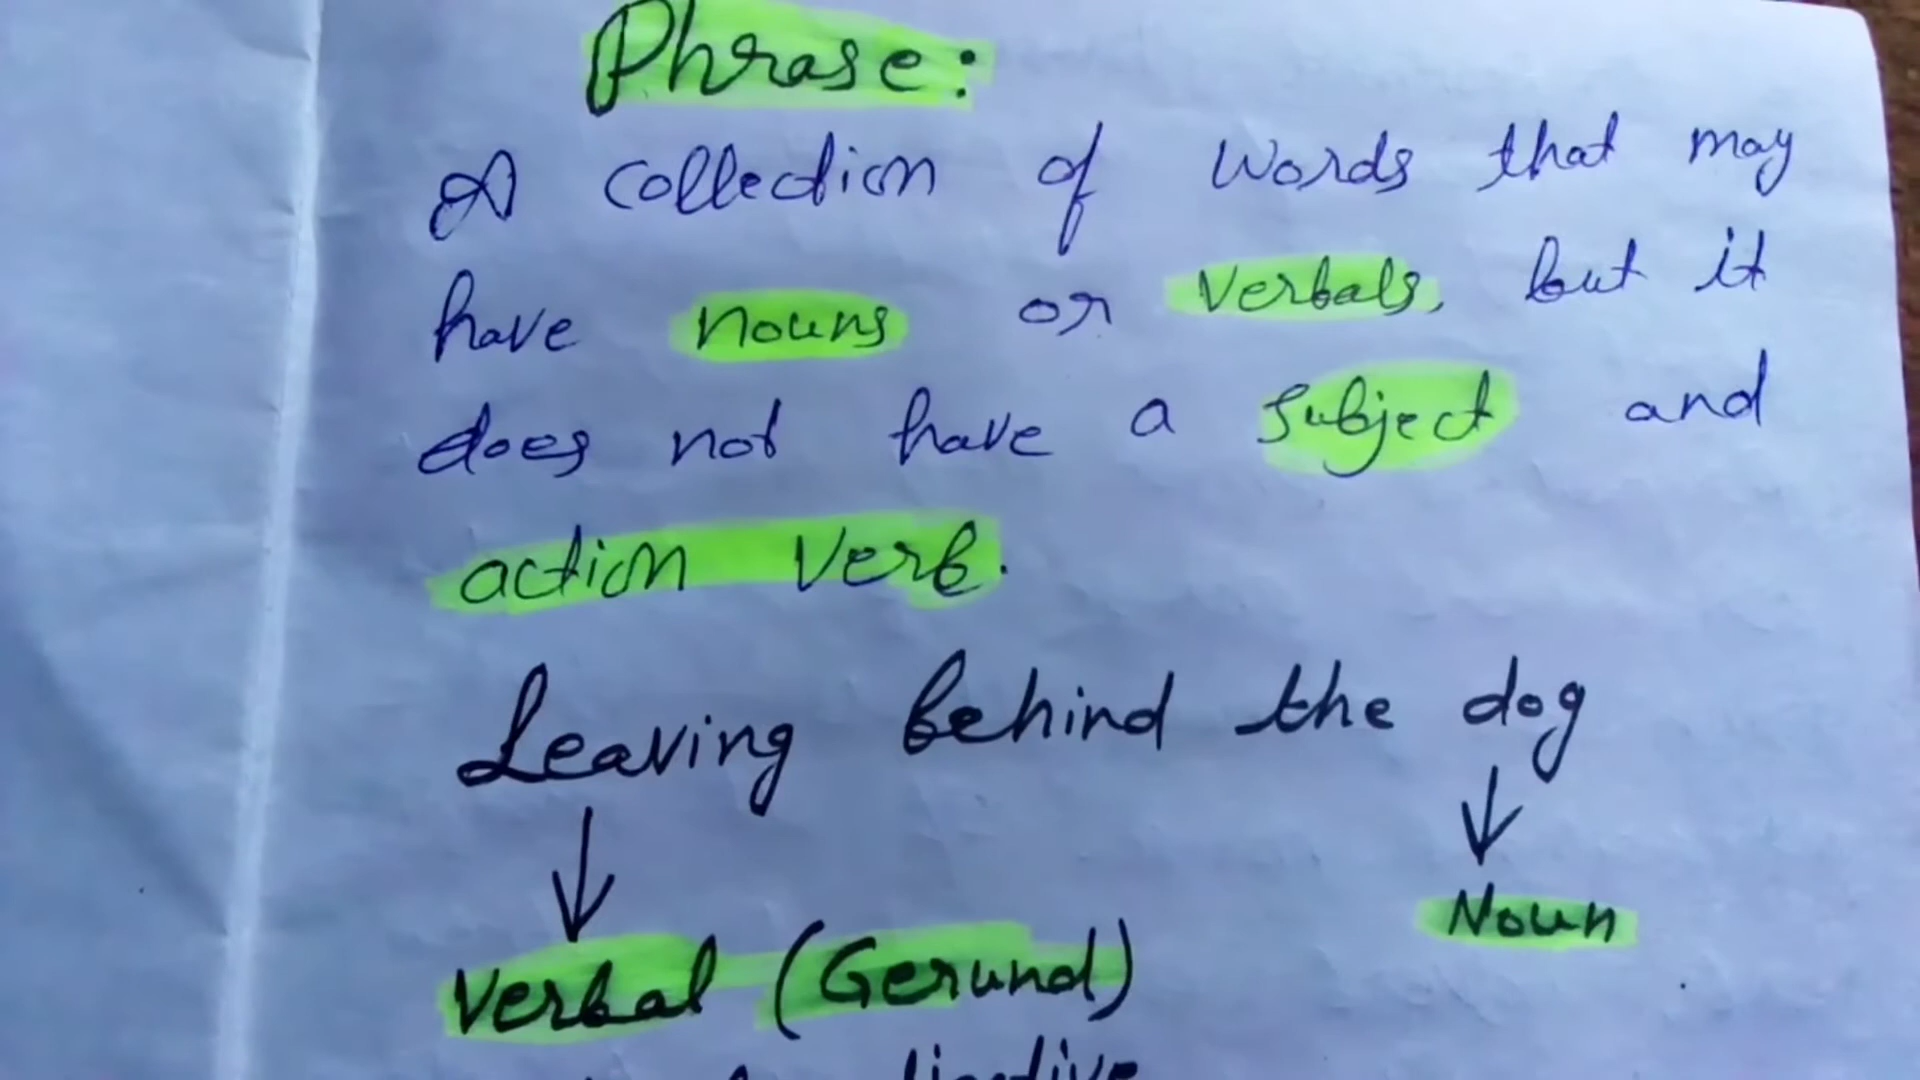 Phrase:
A collection of words that may
have nouns or verbals, but it
does not have a subject and
action verb.
Leaving behind the dog
Noun
Verbal (Gerund)